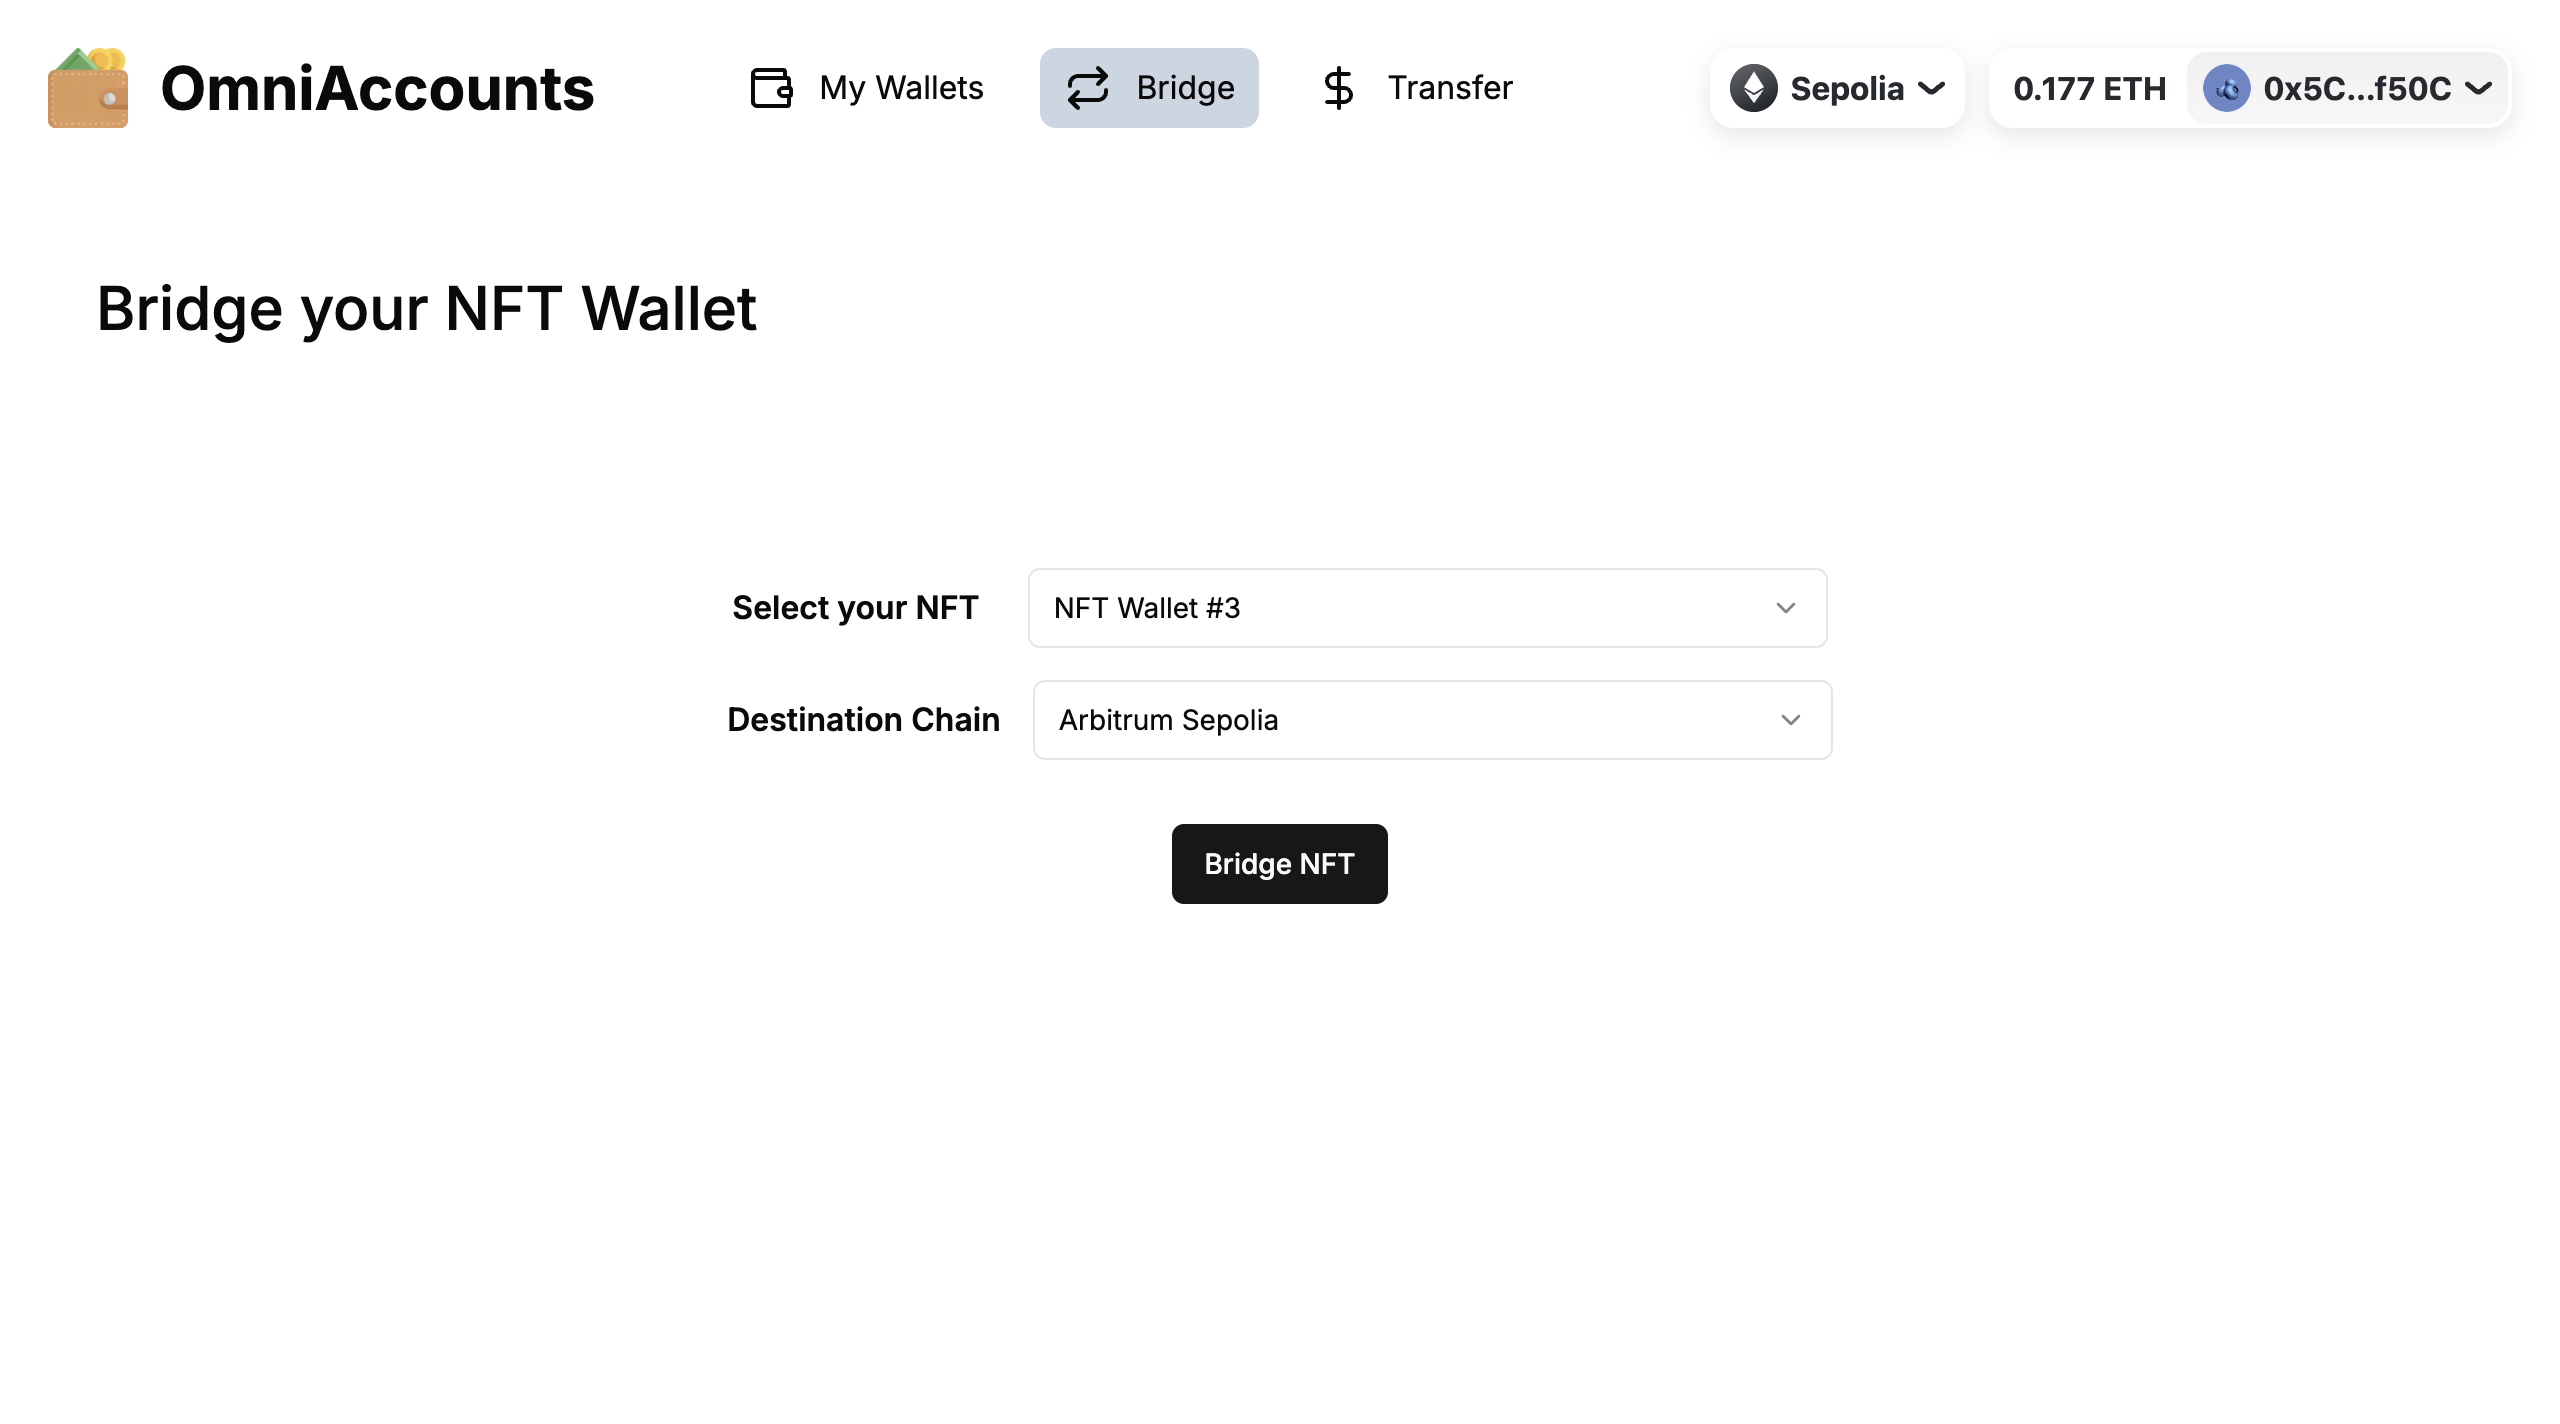 OmniAccounts
My Wallets
Bridge
Transfer
Sepolia
0.177 ETH
0x5C...f50C
Bridge your NFT Wallet
Select your NFT
NFT Wallet #3
Destination Chain
Arbitrum Sepolia
Bridge NFT